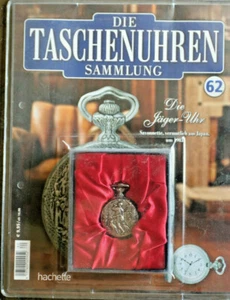 DIE
TASCHENUHREN
SAMMLUNG
62
Die
Jäger-Uhr
hachette